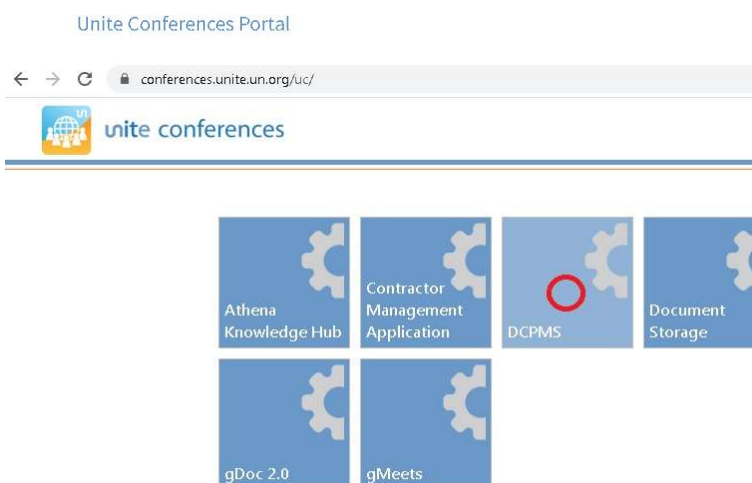 Unite Conferences Portal
conferences.unite.un.org/uc/
UN
unite conferences
Athena
Knowledge Hub
Contractor
Management
Application
DCPMS
Document
Storage
gDoc 2.0
gMeets